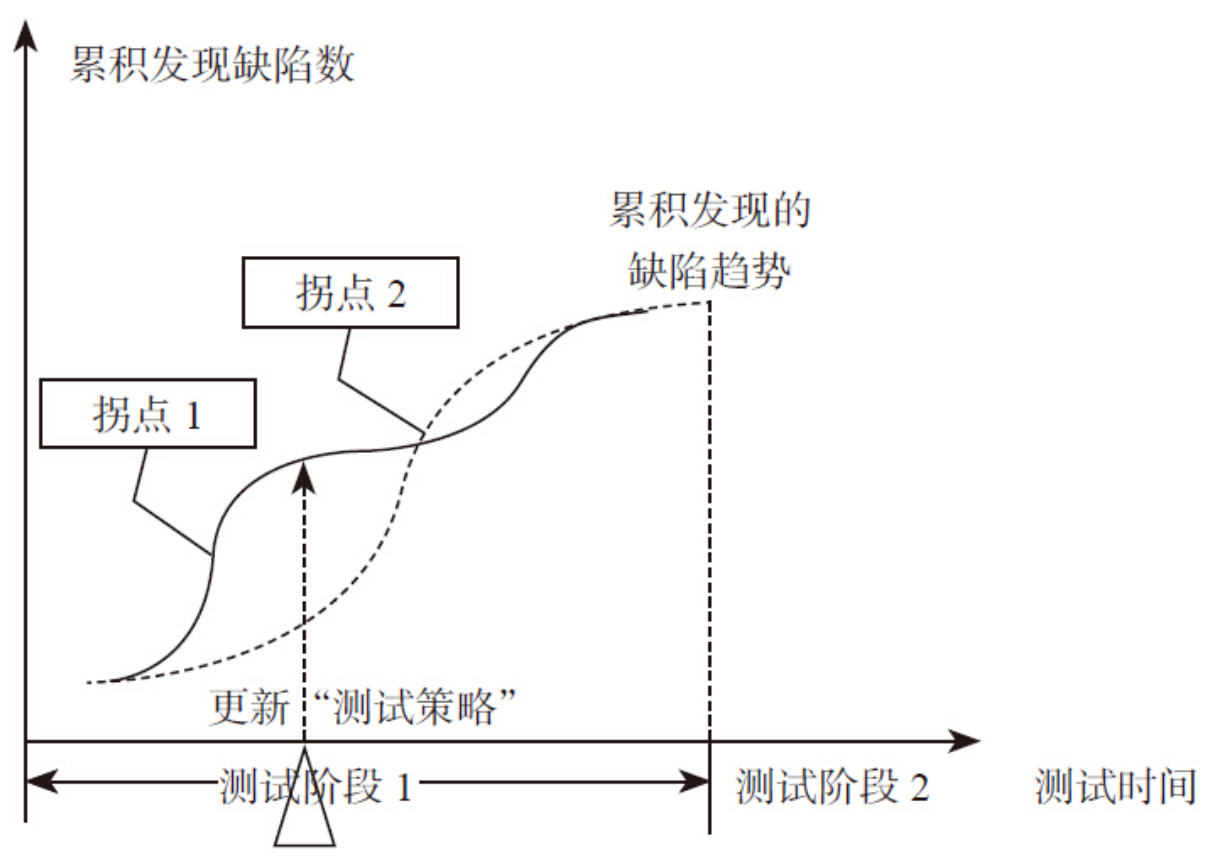 累积发现缺陷数
累积发现的
缺陷趋势
拐点 2
拐点 1
更新“测试策略”
测试阶段 1
测试阶段 2
测试时间